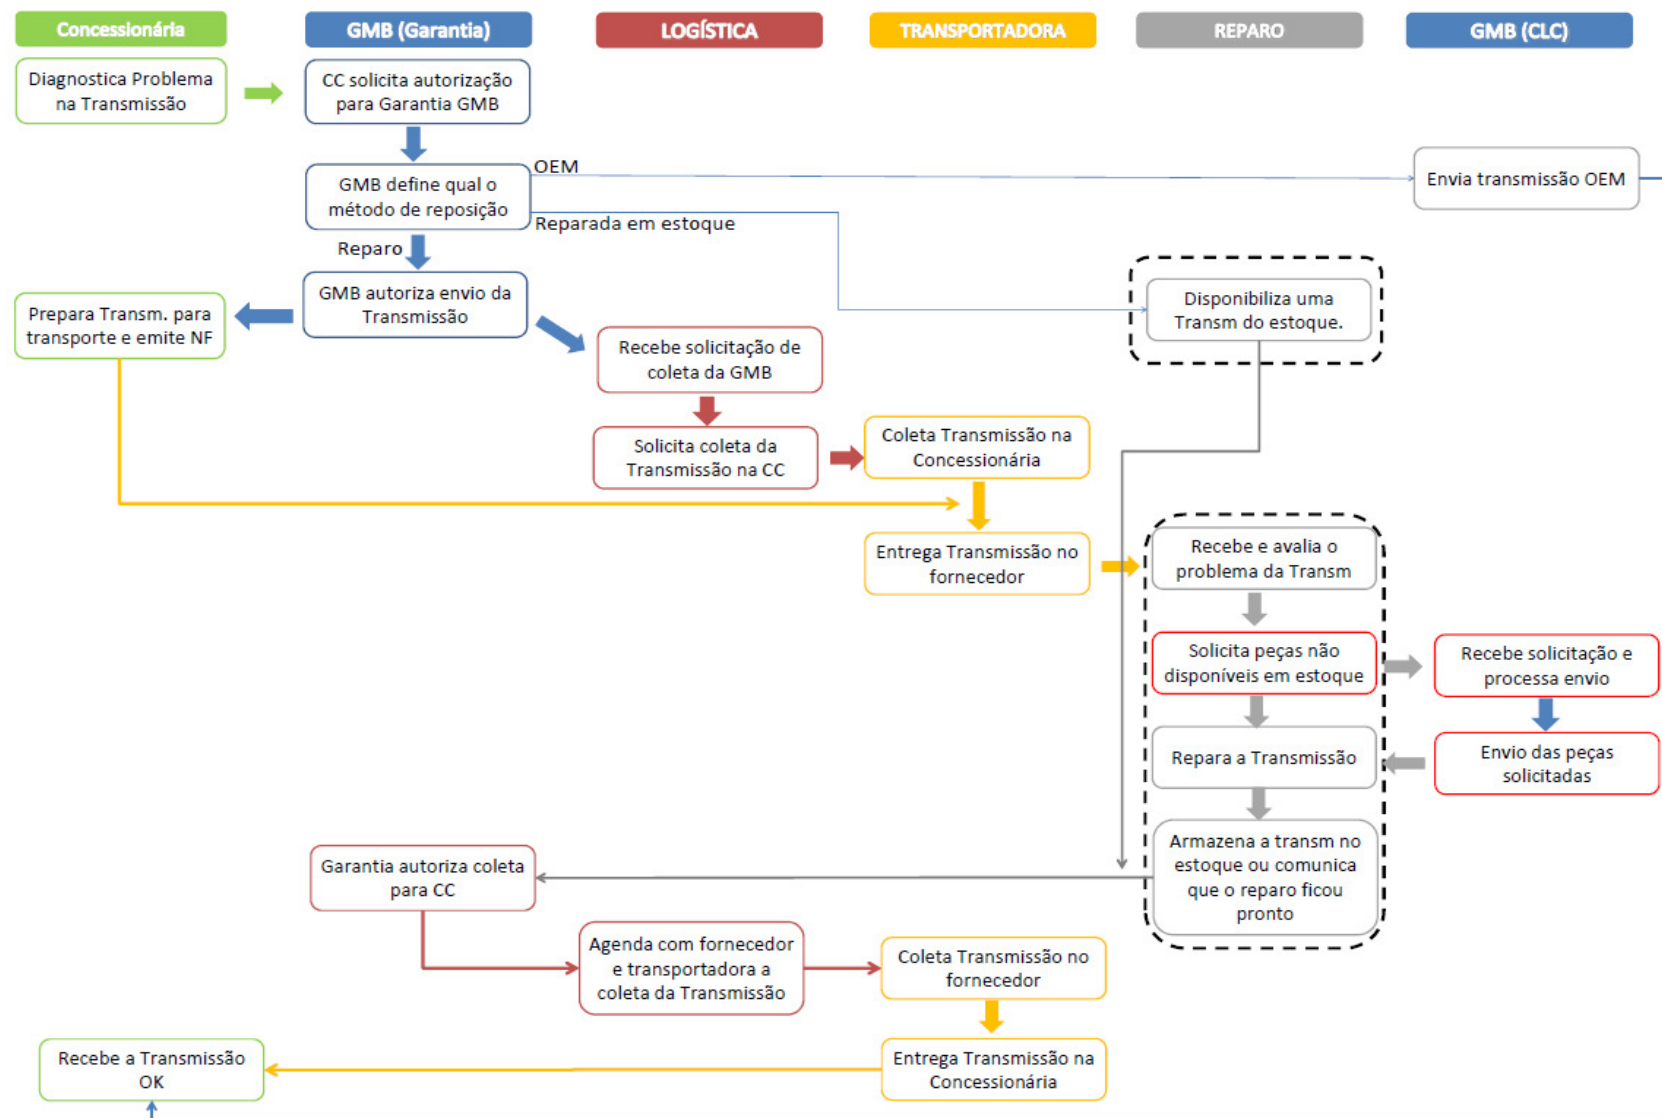 Concessionária
GMB (Garantia)
LOGÍSTICA
TRANSPORTADORA
REPARO
GMB (CLC)
Diagnostica Problema
na Transmissão
CC solicita autorização
para Garantia GMB
OEM
GMB define qual o
método de reposição
Envia transmissão OEM
Reparada em estoque
Reparo
GMB autoriza envio da
Transmissão
Prepara Transm. para
transporte e emite NF
Disponibiliza uma
Transm do estoque.
Recebe solicitação de
coleta da GMB
Solicita coleta da
Transmissão na CC
Coleta Transmissão na
Concessionária
Entrega Transmissão no
fornecedor
Recebe e avalia o
problema da Transm
Solicita peças não
disponíveis em estoque
Recebe solicitação e
processa envio
Repara a Transmissão
Envio das peças
solicitadas
Armazena a transm no
estoque ou comunica
que o reparo ficou
pronto
Garantia autoriza coleta
para CC
Agenda com fornecedor
e transportadora a
coleta da Transmissão
Coleta Transmissão no
fornecedor
Entrega Transmissão na
Concessionária
Recebe a Transmissão
OK